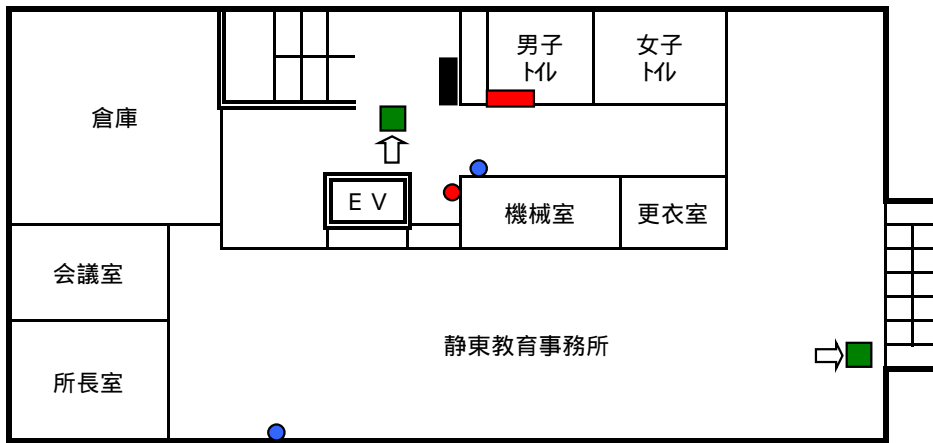 男子
ﾄｲﾚ
女子
ﾄｲﾚ
倉庫
ＥＶ
機械室
更衣室
会議室
静東教育事務所
所長室